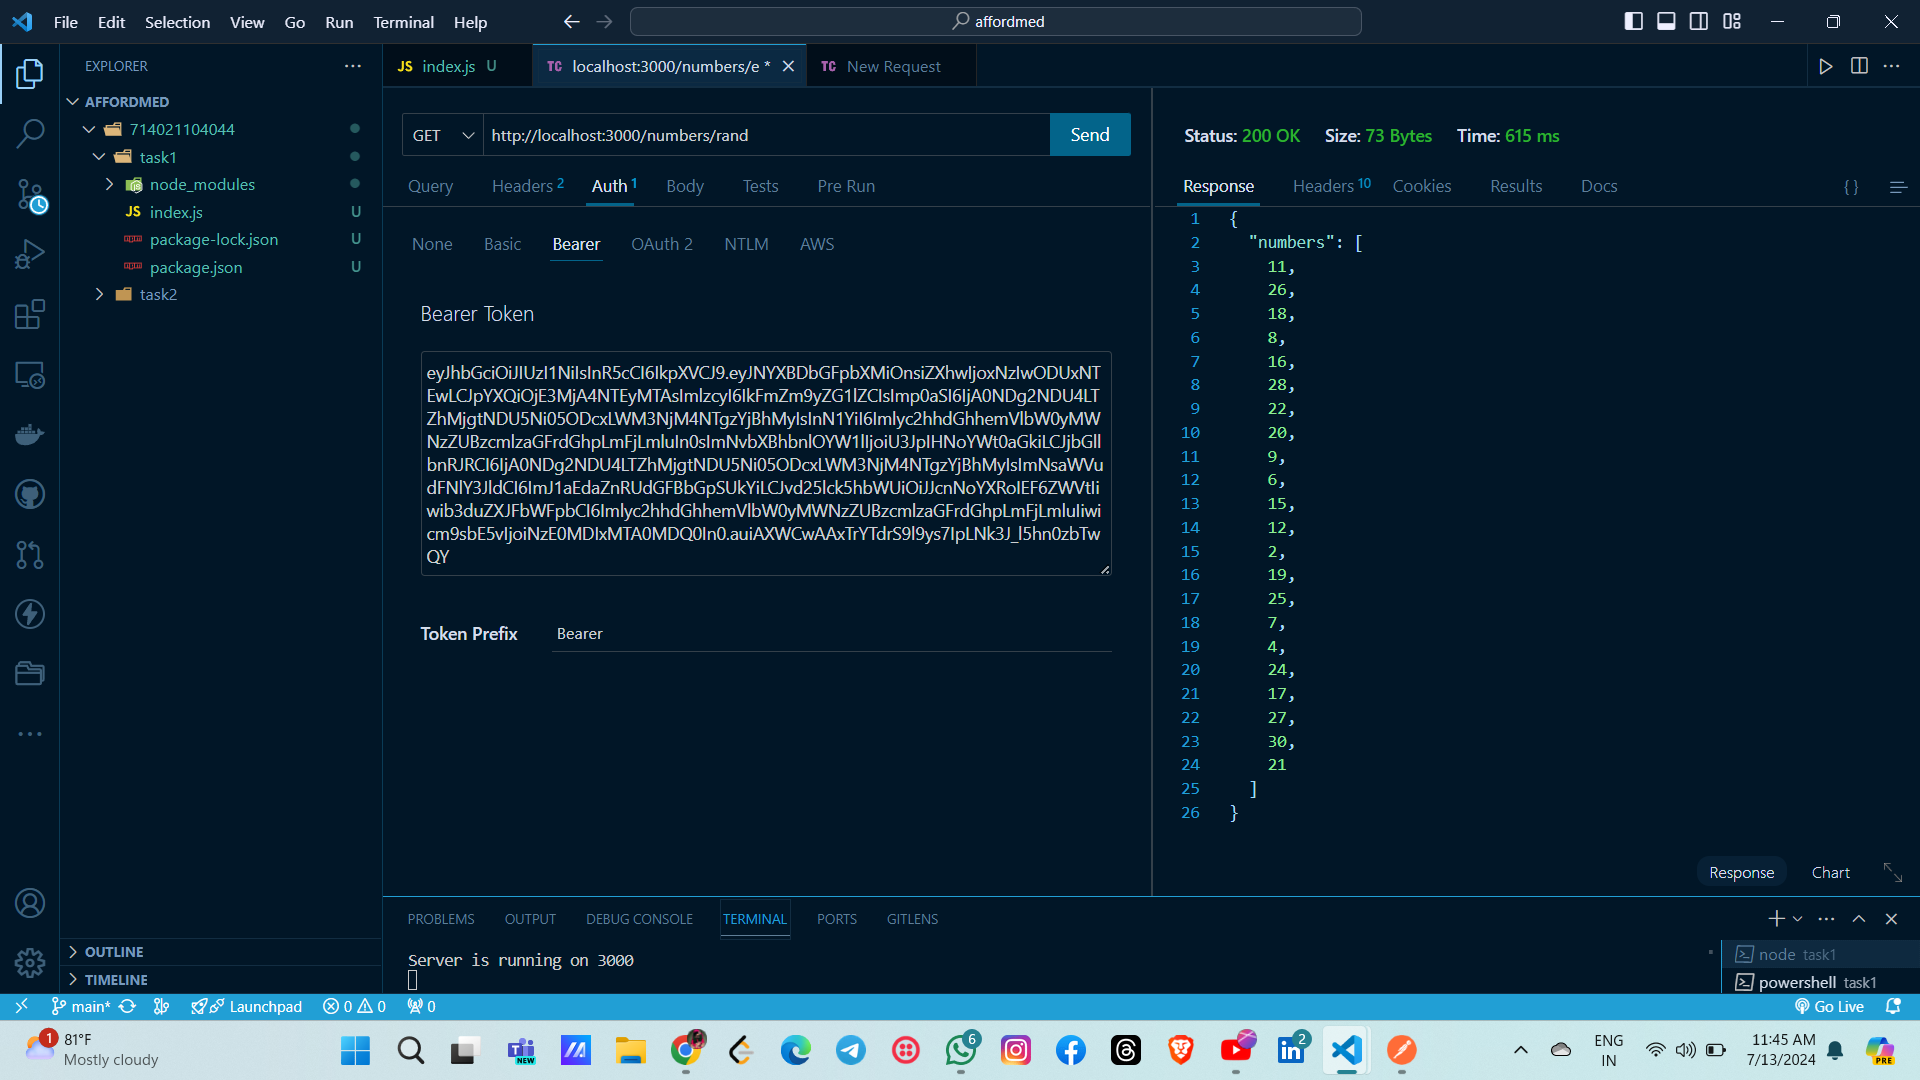 File Edit Selection View Go Run Terminal Help
affordmed
EXPLORER
AFFORDMED
714021104044
task1
node_modules
JS index.js U
package-lock.json U
package.json U
task2
OUTLINE
TIMELINE
JS index.js U
TC localhost:3000/numbers/e *
TC New Request
GET http://localhost:3000/numbers/rand Send
Query Headers 2 Auth 1 Body Tests Pre Run
None Basic Bearer OAuth 2 NTLM AWS
Bearer Token
Token Prefix Bearer
Status: 200 OK Size: 73 Bytes Time: 615 ms
Response Headers 10 Cookies Results Docs { }
1 {
2 "numbers": [
3 11,
4 26,
5 18,
6 8,
7 16,
8 28,
9 22,
10 20,
11 9,
12 6,
13 15,
14 12,
15 2,
16 19,
17 25,
18 7,
19 4,
20 24,
21 17,
22 27,
23 30,
24 21
25 ]
26 }
Response Chart
PROBLEMS OUTPUT DEBUG CONSOLE TERMINAL PORTS GITLENS
Server is running on 3000
node task1
powershell task1
main* Launchpad 0 0 0 Go Live
1 81°F
Mostly cloudy
NEW
6
2
ENG
IN
11:45 AM
7/13/2024
PRE